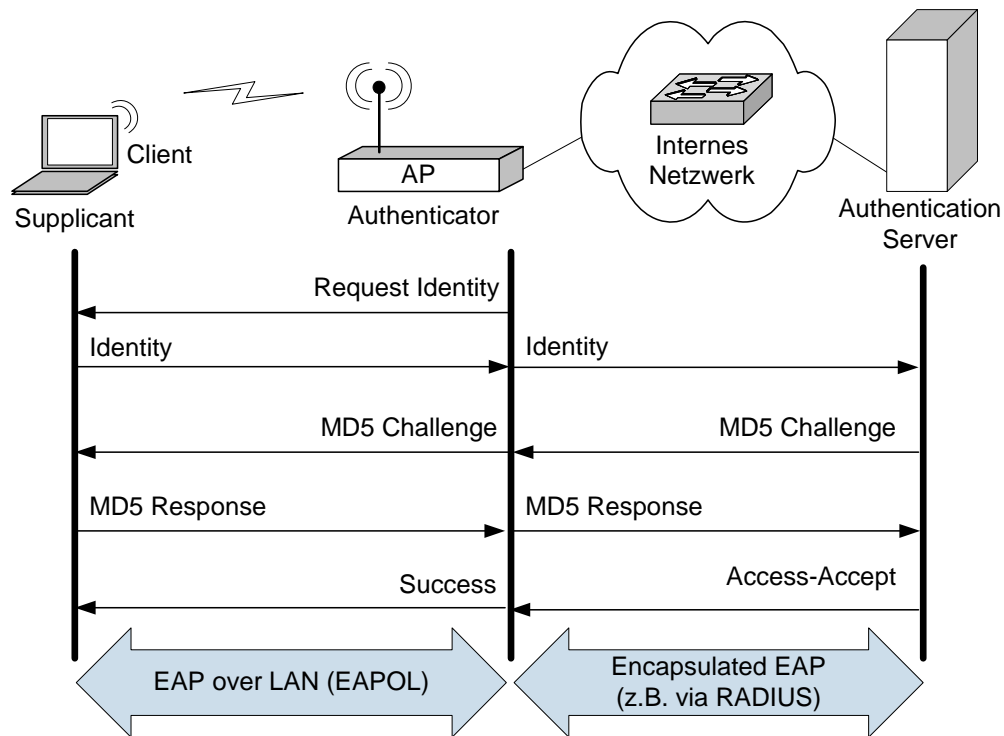 Client
Supplicant
AP
Authenticator
Internes
Netzwerk
Authentication
Server
Request Identity
Identity
Identity
MD5 Challenge
MD5 Challenge
MD5 Response
MD5 Response
Success
Access-Accept
EAP over LAN (EAPOL)
Encapsulated EAP
(z.B. via RADIUS)